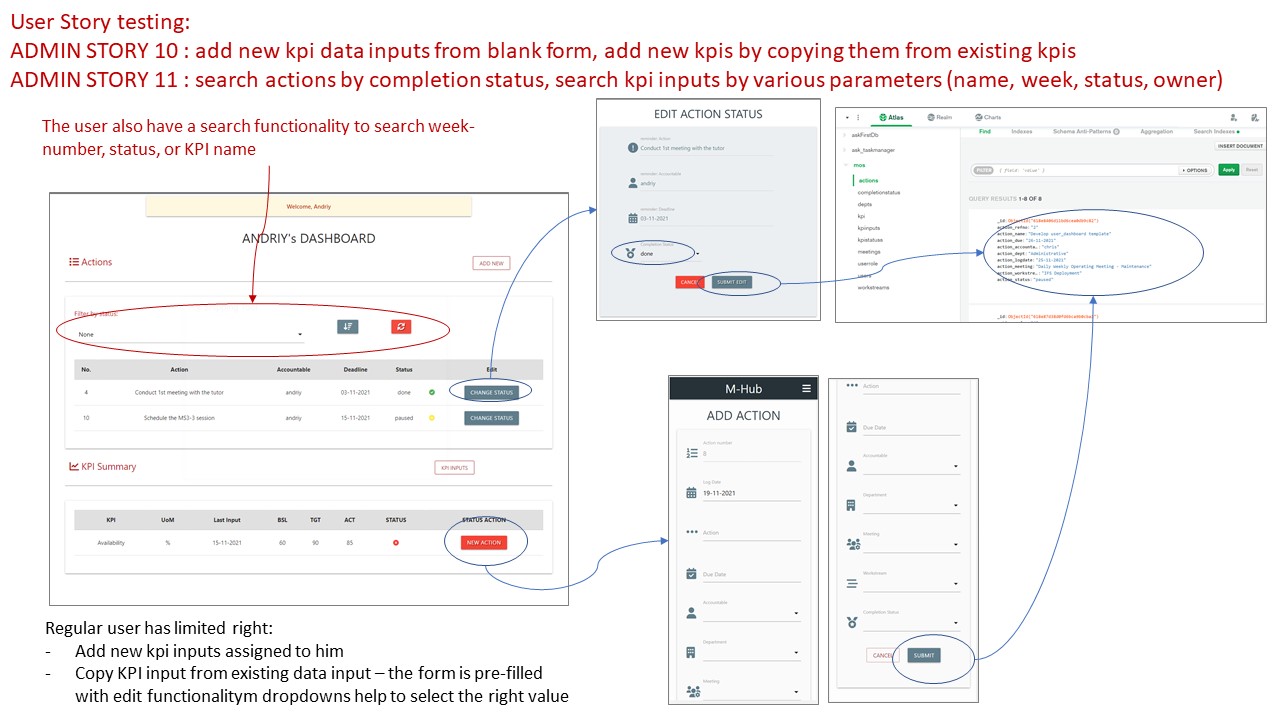 User Story testing:
ADMIN STORY 10 : add new kpi data inputs from blank form, add new kpis by copying them from existing kpis
ADMIN STORY 11 : search actions by completion status, search kpi inputs by various parameters (name, week, status, owner)
The user also have a search functionality to search week-
number, status, or KPI name
Welcome, Andriy
ANDRIY's DASHBOARD
Actions
ADD NEW
Filter by status:
None
No. Action Accountable Deadline Status Edit
4 Conduct 1st meeting with the tutor andriy 03-11-2021 done CHANGE STATUS
10 Schedule the MS3-3 session andriy 15-11-2021 paused CHANGE STATUS
KPI Summary
KPI INPUTS
KPI UoM Last Input BSL TGT ACT STATUS STATUS ACTION
Availability % 15-11-2021 60 90 85 NEW ACTION
Regular user has limited right:
- Add new kpi inputs assigned to him
- Copy KPI input from existing data input – the form is pre-filled
with edit functionalitym dropdowns help to select the right value
EDIT ACTION STATUS
reminder: Action
Conduct 1st meeting with the tutor
reminder: Accountable
andriy
reminder: Deadline
03-11-2021
Completion Status
done
CANCEL SUBMIT EDIT
Atlas Realm Charts
askFirstDb
ask_taskmanager
mos
actions
completionstatus
depts
kpi
kpiinputs
kpistatuses
meetings
userrole
users
workstreams
Find Indexes Schema Anti-Patterns 0 Aggregation Search Indexes
INSERT DOCUMENT
FILTER { field: 'value' } OPTIONS Apply Reset
QUERY RESULTS 1-8 OF 8
action_refno: "3"
action_name: "Develop user_dashboard template"
action_due: "26-11-2021"
action_accounta.. : "chris"
action_dept: "Administrative"
action_logdate: "15-11-2021"
action_meeting: "Daily weekly Operating Meeting - Maintenance"
action_workstre.. : "IFS Deployment"
action_status: "paused"
M-Hub
ADD ACTION
Action number
8
Log Date
19-11-2021
Action
Due Date
Accountable
Department
Meeting
Action
Due Date
Accountable
Department
Meeting
Workstream
Completion Status
CANCEL SUBMIT